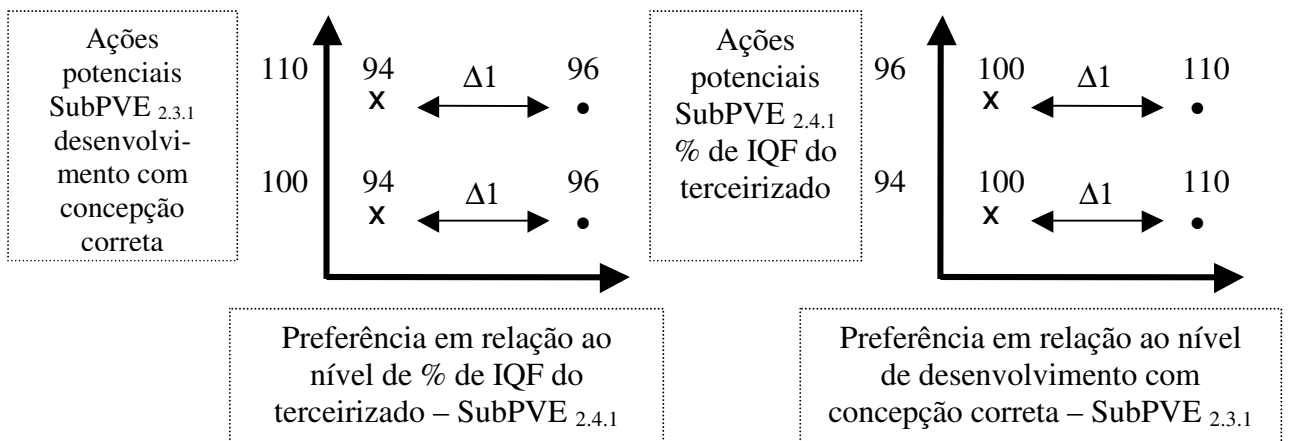 Ações
potenciais
SubPVE 2.3.1
desenvolvi-
mento com
concepção
correta
110 94 Δ1 96
x •
100 94 Δ1 96
x •
Preferência em relação ao
nível de % de IQF do
terceirizado – SubPVE 2.4.1
Ações
potenciais
SubPVE 2.4.1
% de IQF do
terceirizado
96 100 Δ1 110
x •
94 100 Δ1 110
x •
Preferência em relação ao nível
de desenvolvimento com
concepção correta – SubPVE 2.3.1